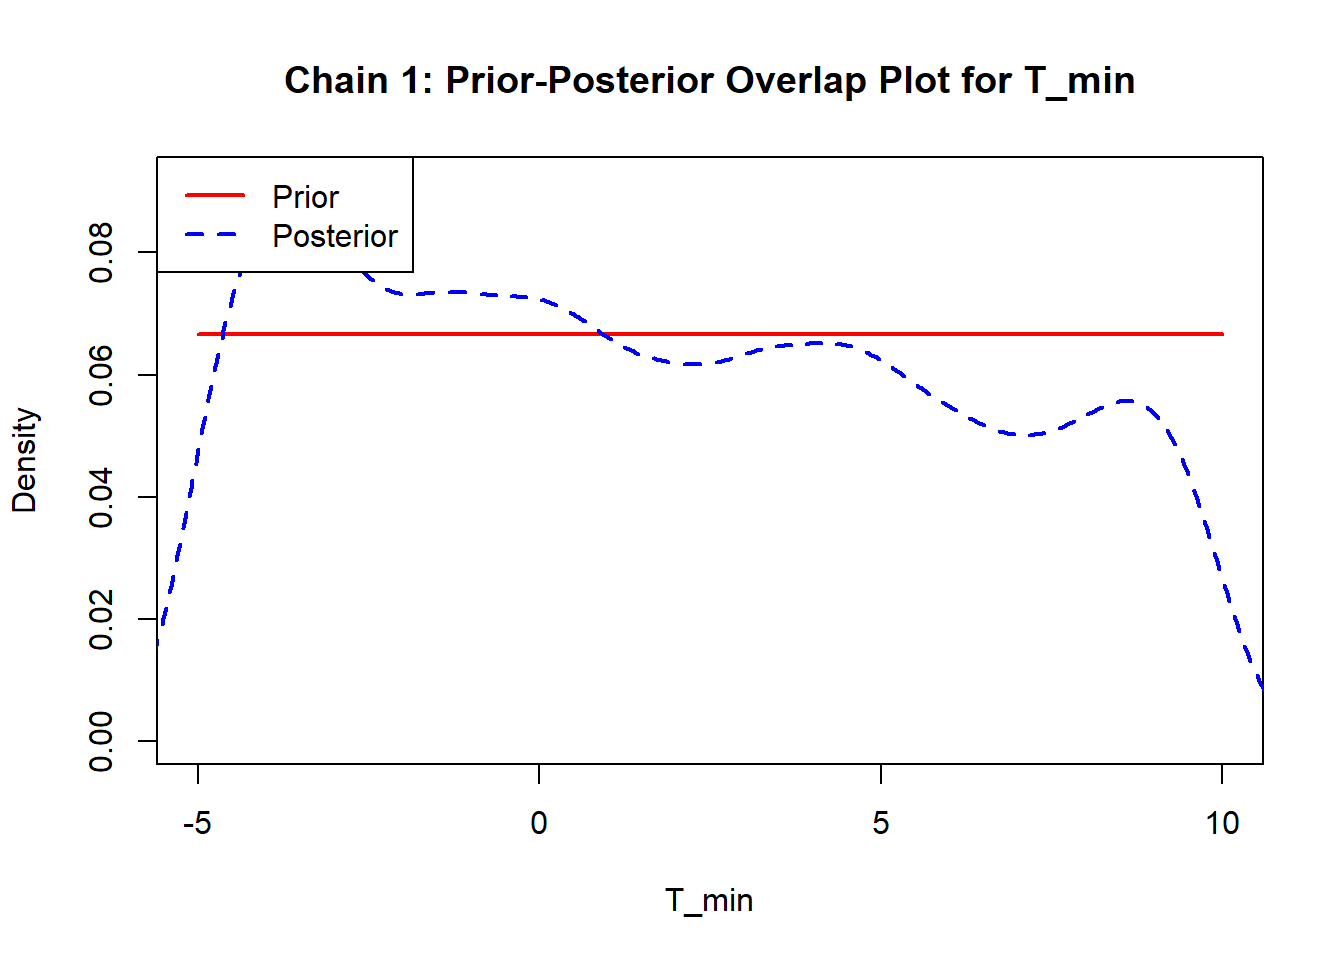 Chain 1: Prior-Posterior Overlap Plot for T_min
Prior
Posterior
0.08
0.06
0.04
0.02
0.00
Density
-5 0 5 10
T_min